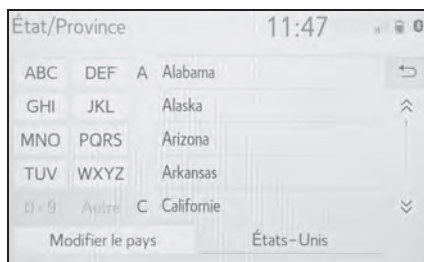 État/Province 11:47
ABC DEF A Alabama
GHI JKL Alaska
MNO PQRS Arizona
TUV WXYZ Arkansas
0-9 Autre C Californie
Modifier le pays États-Unis